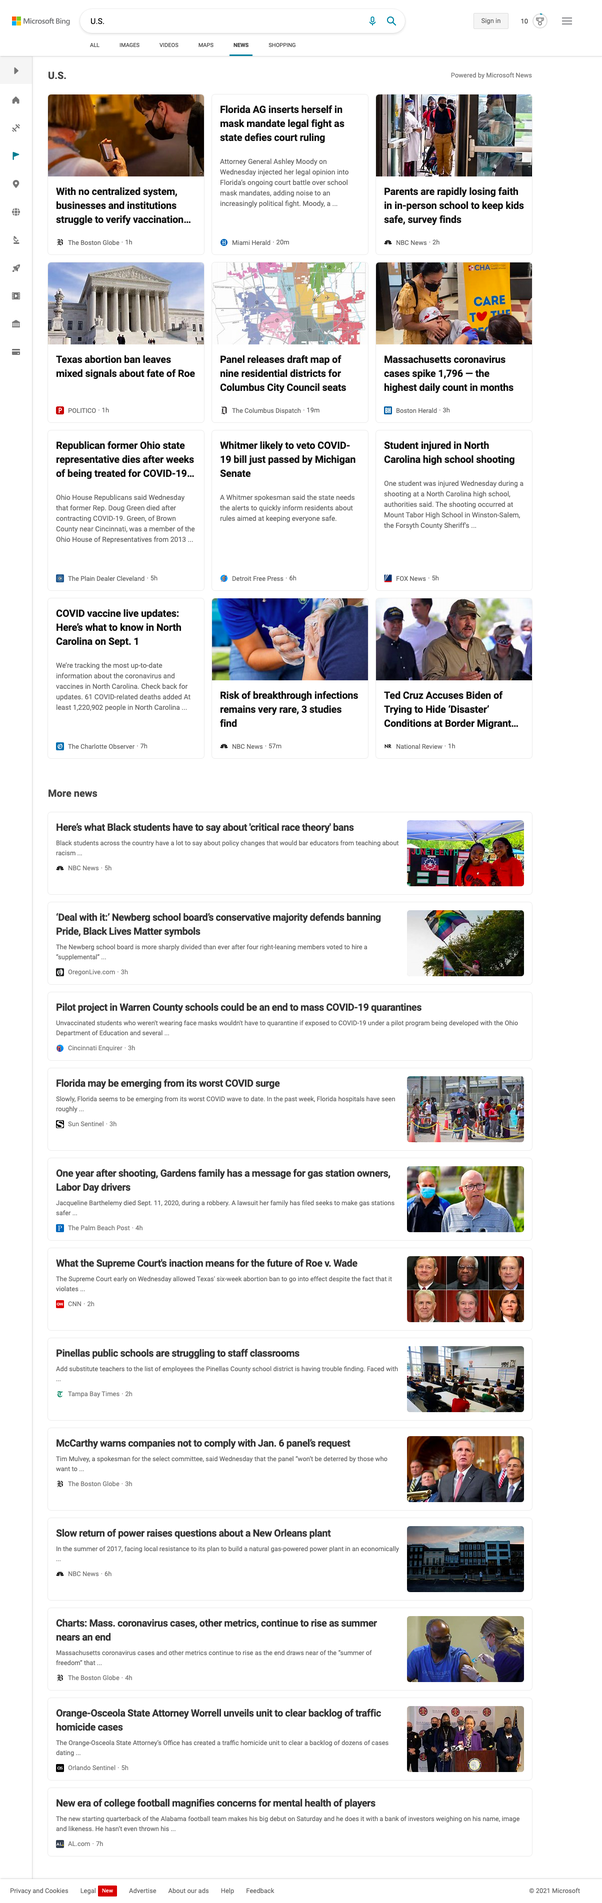 Microsoft Bing
U.S.
Sign in
10
ALL IMAGES VIDEOS MAPS NEWS SHOPPING
U.S.
Powered by Microsoft News
With no centralized system,
businesses and institutions
struggle to verify vaccination...
The Boston Globe · 1h
Florida AG inserts herself in
mask mandate legal fight as
state defies court ruling
Attorney General Ashley Moody on
Wednesday injected her legal opinion into
Florida's ongoing court battle over school
mask mandates, adding noise to an
increasingly political fight. Moody, a ...
Miami Herald · 20m
Parents are rapidly losing faith
in in-person school to keep kids
safe, survey finds
NBC News · 2h
Texas abortion ban leaves
mixed signals about fate of Roe
POLITICO · 1h
Panel releases draft map of
nine residential districts for
Columbus City Council seats
The Columbus Dispatch · 19m
CHA
CARE
Massachusetts coronavirus
cases spike 1,796 — the
highest daily count in months
Boston Herald · 3h
Republican former Ohio state
representative dies after weeks
of being treated for COVID-19...
Ohio House Republicans said Wednesday
that former Rep. Doug Green died after
contracting COVID-19. Green, of Brown
County near Cincinnati, was a member of the
Ohio House of Representatives from 2013 ...
The Plain Dealer Cleveland · 5h
Whitmer likely to veto COVID-
19 bill just passed by Michigan
Senate
A Whitmer spokesman said the state needs
the alerts to quickly inform residents about
rules aimed at keeping everyone safe.
Detroit Free Press · 6h
Student injured in North
Carolina high school shooting
One student was injured Wednesday during a
shooting at a North Carolina high school,
authorities said. The shooting occurred at
Mount Tabor High School in Winston-Salem,
the Forsyth County Sheriff's ...
FOX News · 5h
COVID vaccine live updates:
Here's what to know in North
Carolina on Sept. 1
We're tracking the most up-to-date
information about the coronavirus and
vaccines in North Carolina. Check back for
updates. 61 COVID-related deaths added At
least 1,220,902 people in North Carolina ...
The Charlotte Observer · 7h
Risk of breakthrough infections
remains very rare, 3 studies
find
NBC News · 57m
Ted Cruz Accuses Biden of
Trying to Hide 'Disaster'
Conditions at Border Migrant...
NR National Review · 1h
More news
Here's what Black students have to say about 'critical race theory' bans
Black students across the country have a lot to say about policy changes that would bar educators from teaching about
racism ...
NBC News · 5h
JUNETEENTH
'Deal with it:' Newberg school board's conservative majority defends banning
Pride, Black Lives Matter symbols
The Newberg school board is more sharply divided than ever after four right-leaning members voted to hire a
"supplemental" ...
OregonLive.com · 3h
Pilot project in Warren County schools could be an end to mass COVID-19 quarantines
Unvaccinated students who weren't wearing face masks wouldn't have to quarantine if exposed to COVID-19 under a pilot program being developed with the Ohio
Department of Education and several ...
Cincinnati Enquirer · 3h
Florida may be emerging from its worst COVID surge
Slowly, Florida seems to be emerging from its worst COVID wave to date. In the past week, Florida hospitals have seen
roughly ...
Sun Sentinel · 3h
One year after shooting, Gardens family has a message for gas station owners,
Labor Day drivers
Jacqueline Barthelemy died Sept. 11, 2020, during a robbery. A lawsuit her family has filed seeks to make gas stations
safer ...
The Palm Beach Post · 4h
What the Supreme Court's inaction means for the future of Roe v. Wade
The Supreme Court early on Wednesday allowed Texas' six-week abortion ban to go into effect despite the fact that it
violates ...
CNN · 2h
Pinellas public schools are struggling to staff classrooms
Add substitute teachers to the list of employees the Pinellas County school district is having trouble finding. Faced with
...
Tampa Bay Times · 2h
McCarthy warns companies not to comply with Jan. 6 panel's request
Tim Mulvey, a spokesman for the select committee, said Wednesday that the panel "won't be deterred by those who
want to ...
The Boston Globe · 3h
Slow return of power raises questions about a New Orleans plant
In the summer of 2017, facing local resistance to its plan to build a natural gas-powered power plant in an economically
...
NBC News · 6h
Charts: Mass. coronavirus cases, other metrics, continue to rise as summer
nears an end
Massachusetts coronavirus cases and other metrics continue to rise as the end draws near of the "summer of
freedom" that ...
The Boston Globe · 4h
Orange-Osceola State Attorney Worrell unveils unit to clear backlog of traffic
homicide cases
The Orange-Osceola State Attorney's Office has created a traffic homicide unit to clear a backlog of dozens of cases
dating ...
Orlando Sentinel · 5h
New era of college football magnifies concerns for mental health of players
The new starting quarterback of the Alabama football team makes his big debut on Saturday and he does it with a bank of investors weighing on his name, image
and likeness. He hasn't even thrown his ...
AL.com · 7h
Privacy and Cookies Legal New Advertise About our ads Help Feedback © 2021 Microsoft